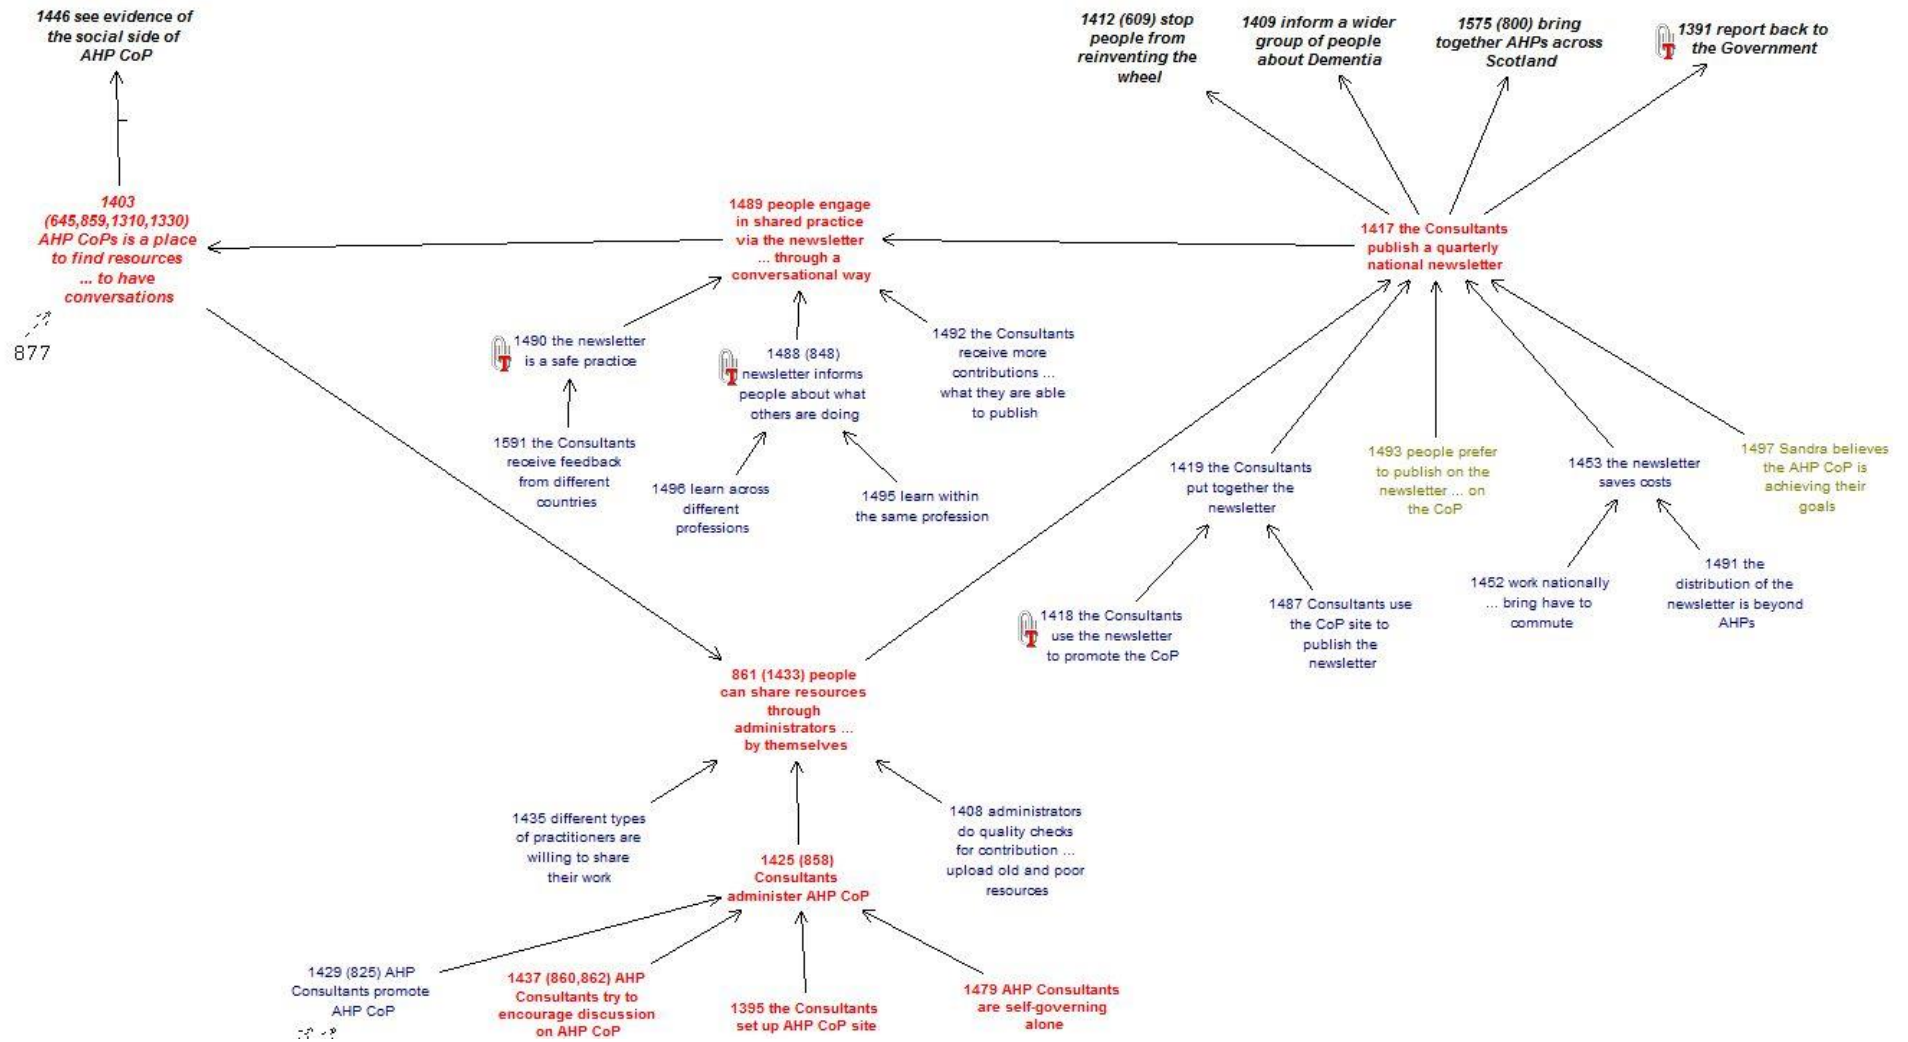 1446 see evidence of
the social side of
AHP CoP
1412 (609) stop
people from
reinventing the
wheel
1409 inform a wider
group of people
about Dementia
1575 (800) bring
together AHPs across
Scotland
1391 report back to
the Government
1403
(645,859,1310,1330)
AHP CoPs is a place
to find resources
... to have
conversations
877
1489 people engage
in shared practice
via the newsletter
... through a
conversational way
1417 the Consultants
publish a quarterly
national newsletter
1490 the newsletter
is a safe practice
1488 (848)
newsletter informs
people about what
others are doing
1492 the Consultants
receive more
contributions ...
what they are able
to publish
1591 the Consultants
receive feedback
from different
countries
1496 learn across
different
professions
1495 learn within
the same profession
1419 the Consultants
put together the
newsletter
1493 people prefer
to publish on the
newsletter ... on
the CoP
1453 the newsletter
saves costs
1497 Sandra believes
the AHP CoP is
achieving their
goals
1418 the Consultants
use the newsletter
to promote the CoP
1487 Consultants use
the CoP site to
publish the
newsletter
1452 work nationally
... bring have to
commute
1491 the
distribution of the
newsletter is beyond
AHPs
861 (1433) people
can share resources
through
administrators ...
by themselves
1435 different types
of practitioners are
willing to share
their work
1425 (858)
Consultants
administer AHP CoP
1408 administrators
do quality checks
for contribution ...
upload old and poor
resources
1429 (825) AHP
Consultants promote
AHP CoP
1437 (860,862) AHP
Consultants try to
encourage discussion
on AHP CoP
1395 the Consultants
set up AHP CoP site
1479 AHP Consultants
are self-governing
alone